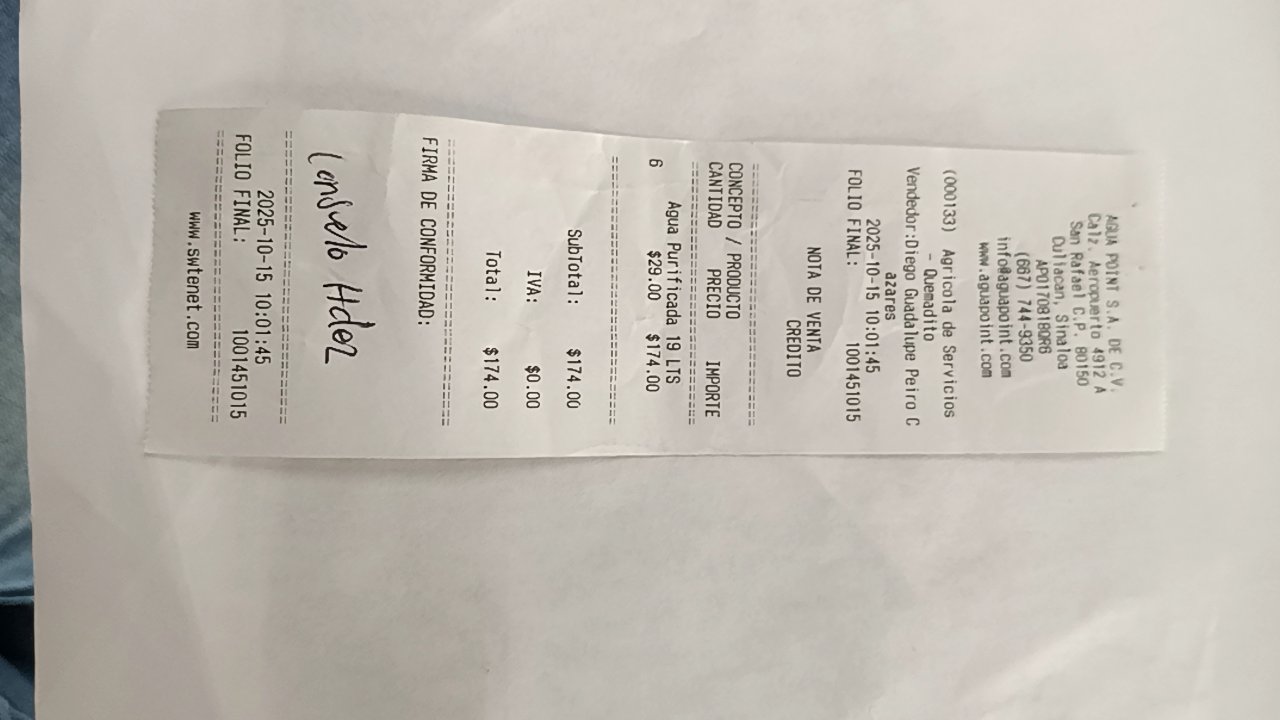 AGUA POINT S.A. DE C.V.
Calz. Aeropuerto 4912 A
San Rafael C.P. 80150
Culiacan, Sinaloa
APO170818QR6
(667) 744-9350
info@aguapoint.com
www.aguapoint.com
(000133) Agricola de Servicios
- Quemadito
Vendedor:Diego Guadalupe Peiro C
azares
2025-10-15 10:01:45
FOLIO FINAL: 1001451015
NOTA DE VENTA
CREDITO
================================
CONCEPTO / PRODUCTO
CANTIDAD PRECIO IMPORTE
================================
Agua Purificada 19 LTS
6 $29.00 $174.00
================================
SubTotal: $174.00
IVA: $0.00
Total: $174.00
================================
FIRMA DE CONFORMIDAD:
Consuelo Hdez
================================
2025-10-15 10:01:45
FOLIO FINAL: 1001451015
================================
www.swtenet.com